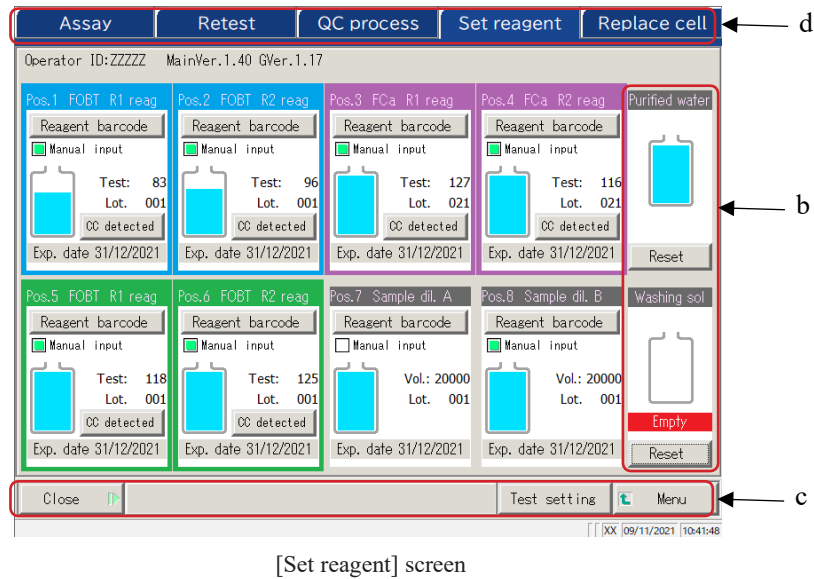 Assay Retest QC process Set reagent Replace cell d
Operator ID:ZZZZZ MainVer.1.40 GVer.1.17
Pos.1 FOBT R1 reag Pos.2 FOBT R2 reag Pos.3 FCa R1 reag Pos.4 FCa R2 reag Purified water
Reagent barcode Reagent barcode Reagent barcode Reagent barcode
Manual input Manual input Manual input Manual input
Test: 83 Test: 96 Test: 127 Test: 116
Lot. 001 Lot. 001 Lot. 021 Lot. 021 b
CC detected CC detected CC detected CC detected
Exp. date 31/12/2021 Exp. date 31/12/2021 Exp. date 31/12/2021 Exp. date 31/12/2021 Reset
Pos.5 FOBT R1 reag Pos.6 FOBT R2 reag Pos.7 Sample dil. A Pos.8 Sample dil. B Washing sol
Reagent barcode Reagent barcode Reagent barcode Reagent barcode
Manual input Manual input Manual input Manual input
Test: 118 Test: 125 Vol.: 20000 Vol.: 20000
Lot. 001 Lot. 001 Lot. 001 Lot. 001
CC detected CC detected Empty
Exp. date 31/12/2021 Exp. date 31/12/2021 Exp. date 31/12/2021 Exp. date 31/12/2021 Reset
Close Test setting Menu c
XX 09/11/2021 10:41:48
[Set reagent] screen